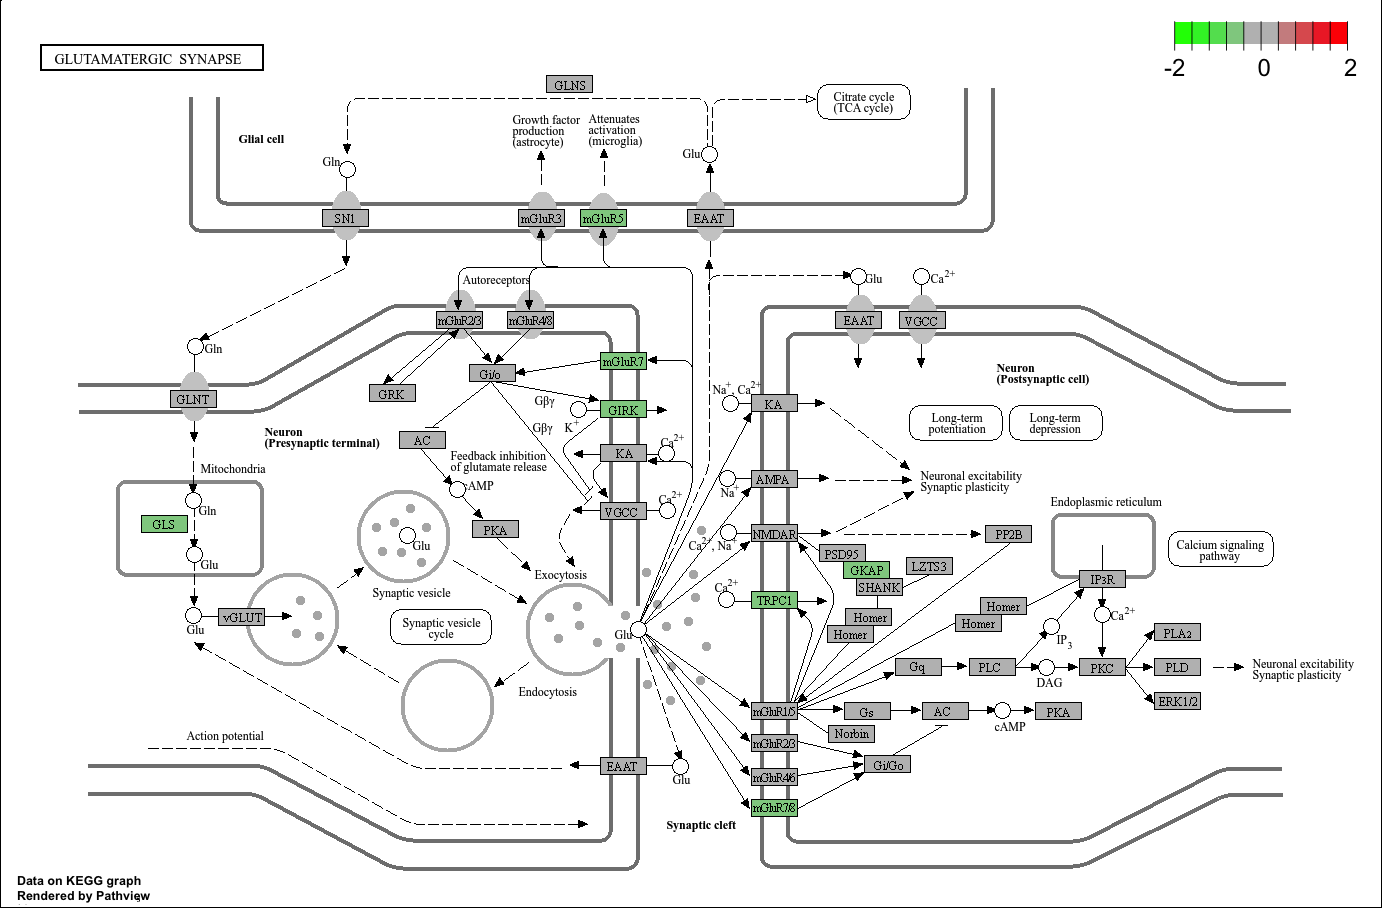 GLUTAMATERGIC SYNAPSE
-2 0 2
GLNS
Citrate cycle
(TCA cycle)
Glial cell
Growth factor
production
(astrocyte)
Attenuates
activation
(microglia)
Gln
Glu
SN1
mGluR3
mGluR5
EAAT
Autoreceptors
Glu
Ca2+
mGluR2/3
mGluR4/8
EAAT
VGCC
Gln
GLNT
Gi/o
mGluR7
GRK
Gβγ
GIRK
K+
Neuron
(Postsynaptic cell)
Na+, Ca2+
KA
Long-term
potentiation
Long-term
depression
Neuron
(Presynaptic terminal)
AC
Gβγ
KA
Ca2+
Feedback inhibition
of glutamate release
cAMP
Mitochondria
AMPA
Na+
Neuronal excitability
Synaptic plasticity
Gln
GLS
Glu
Glu
PKA
VGCC
Ca2+
Endoplasmic reticulum
NMDAR
Ca2+, Na+
PP2B
PSD95
GKAP
SHANK
LZTS3
Calcium signaling
pathway
IP3R
Exocytosis
Synaptic vesicle
Ca2+
TRPC1
Homer
Homer
Homer
Homer
Ca2+
Glu
vGLUT
Synaptic vesicle
cycle
Glu
IP3
PLA2
Gq
PLC
DAG
PKC
PLD
Neuronal excitability
Synaptic plasticity
ERK1/2
Endocytosis
mGluR1/5
Gs
AC
cAMP
PKA
Norbin
Action potential
mGluR2/3
Gi/Go
EAAT
Glu
mGluR4/6
mGluR7/8
Synaptic cleft
Data on KEGG graph
Rendered by Pathview